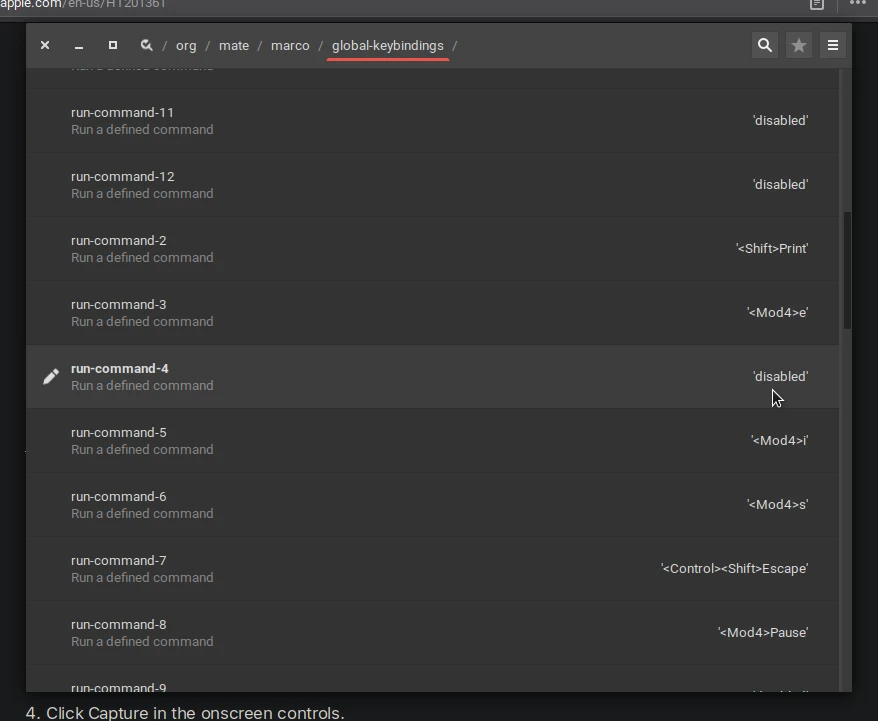 apple.com/en-us/HT201361
/ org / mate / marco / global-keybindings /
Run a defined command
run-command-11
Run a defined command
'disabled'
run-command-12
Run a defined command
'disabled'
run-command-2
Run a defined command
'<Shift>Print'
run-command-3
Run a defined command
'<Mod4>e'
run-command-4
Run a defined command
'disabled'
run-command-5
Run a defined command
'<Mod4>i'
run-command-6
Run a defined command
'<Mod4>s'
run-command-7
Run a defined command
'<Control><Shift>Escape'
run-command-8
Run a defined command
'<Mod4>Pause'
run-command-9
4. Click Capture in the onscreen controls.